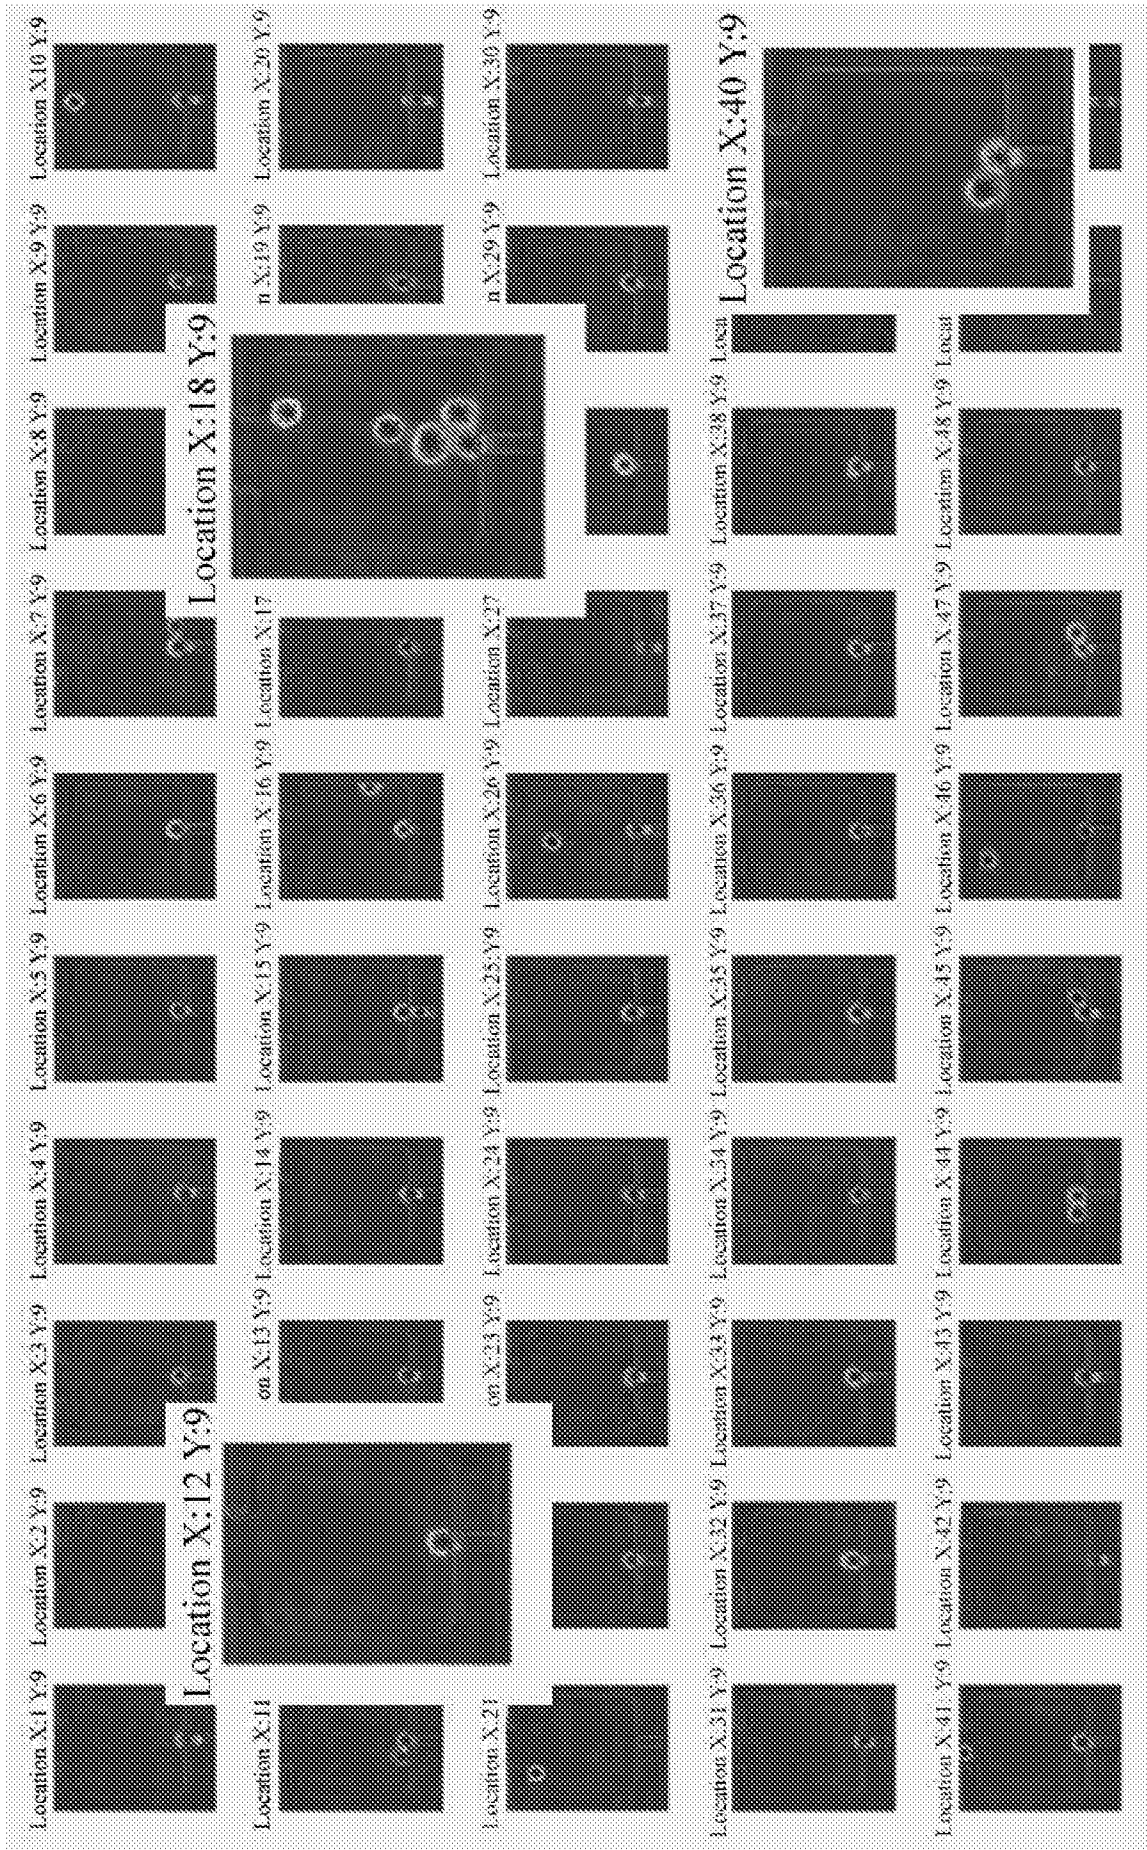 Location X:1 Y:9
Location X:2 Y:9
Location X:3 Y:9
Location X:4 Y:9
Location X:5 Y:9
Location X:6 Y:9
Location X:7 Y:9
Location X:8 Y:9
Location X:9 Y:9
Location X10 Y:9
Location X:11
Location X:12 Y:9
on X:13 Y:9
Location X:14 Y:9
Location X:15 Y:9
Location X:16 Y:9
Location X:17
Location X:18 Y:9
n X:19 Y:9
Location X:20 Y:9
Location X:21
on X:23 Y:9
Location X:24 Y:9
Location X:25:Y:9
Location X:26 Y:9
Location X:27
n X:29 Y:9
Location X:30 Y:9
Location X:31 Y:9
Location X:32 Y:9
Location X:33 Y:9
Location X:34 Y:9
Location X:35 Y:9
Location X:36 Y:9
Location X:37 Y:9
Location X:38 Y:9
Loca
Location X:40 Y:9
Location X:41. Y:9
Location X:42 Y:9
Location X:43 Y:9
Location X:44 Y:9
Location X:45 Y:9
Location X:46 Y:9
Location X:47 Y:9
Location X:48 Y:9
Locat